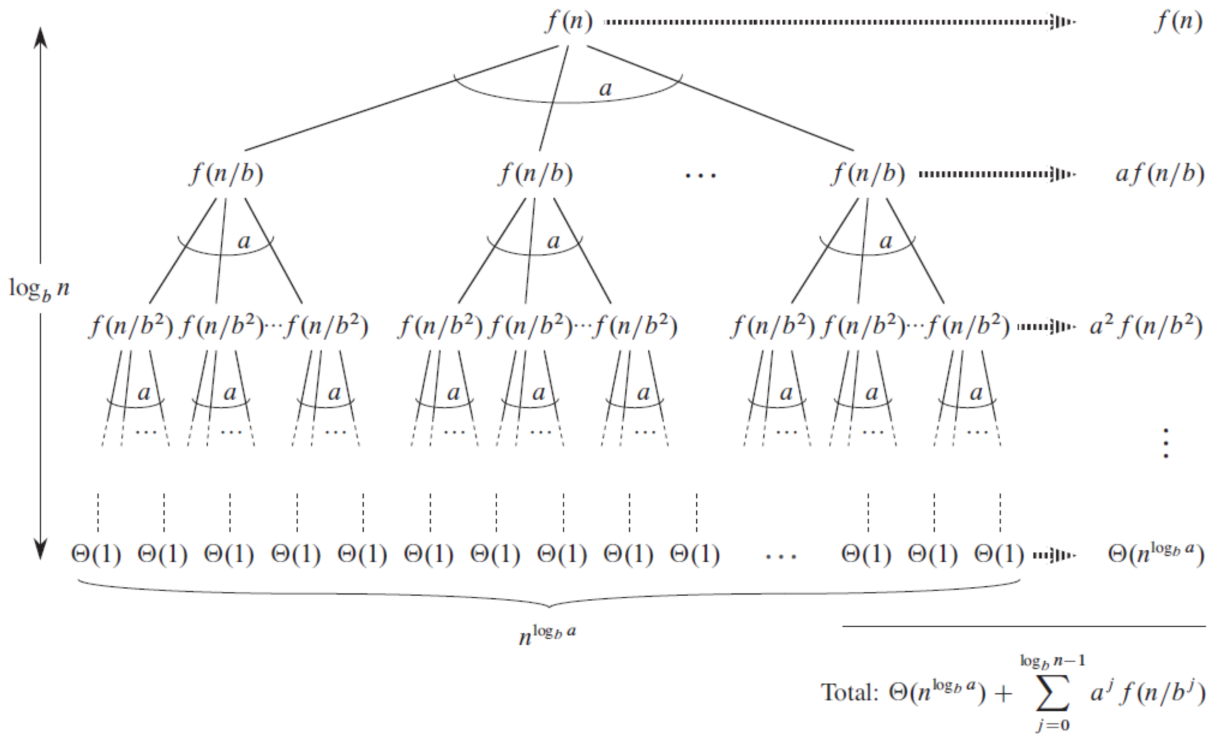 f(n) f(n)
a
f(n/b) f(n/b) ··· f(n/b) af(n/b)
a a a
log_b n
f(n/b²) f(n/b²)···f(n/b²) f(n/b²) f(n/b²)···f(n/b²) f(n/b²) f(n/b²)···f(n/b²) a² f(n/b²)
a a a a a a a a a
··· ··· ··· ··· ··· ··· ··· ··· ··· ⋮
Θ(1) Θ(1) Θ(1) Θ(1) Θ(1) Θ(1) Θ(1) Θ(1) Θ(1) Θ(1) ··· Θ(1) Θ(1) Θ(1) Θ(n^{log_b a})
n^{log_b a}
Total: Θ(n^{log_b a}) + ∑_{j=0}^{log_b n−1} a^j f(n/b^j)